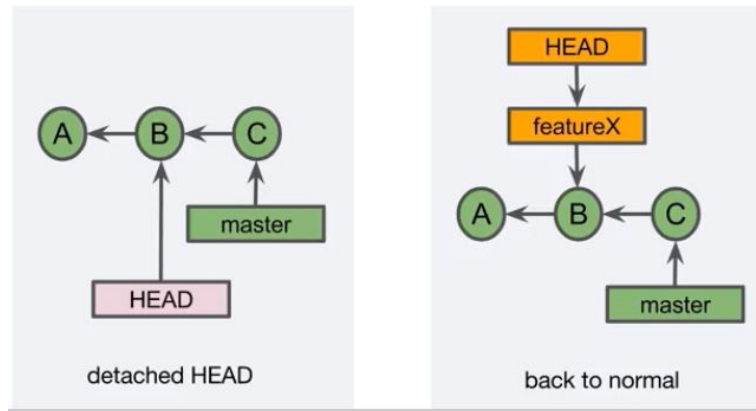 A
B
C
master
HEAD
detached HEAD
HEAD
featureX
A
B
C
master
back to normal